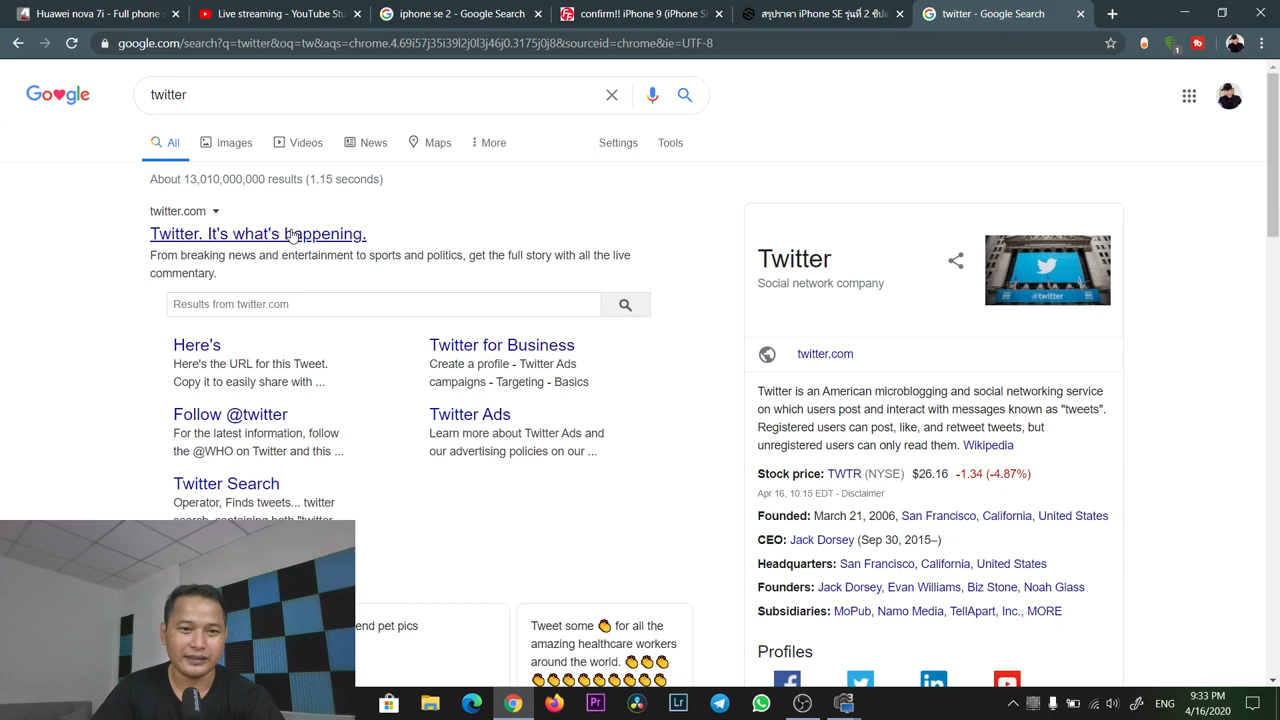 Huawei nova 7i - Full phone
Live streaming - YouTube Stu
iphone se 2 - Google Search
confirm!! iPhone 9 (iPhone S
สรุปราคา iPhone SE รุ่นที่ 2 ชิป
twitter - Google Search
google.com/search?q=twitter&oq=tw&aqs=chrome.4.69i57j35i39l2j0l3j46j0.3175j0j8&sourceid=chrome&ie=UTF-8
1
twitter
All
Images
Videos
News
Maps
More
Settings
Tools
About 13,010,000,000 results (1.15 seconds)
twitter.com
Twitter. It's what's happening.
From breaking news and entertainment to sports and politics, get the full story with all the live
commentary.
Results from twitter.com
Here's
Here's the URL for this Tweet.
Copy it to easily share with ...
Twitter for Business
Create a profile - Twitter Ads
campaigns - Targeting - Basics
Follow @twitter
For the latest information, follow
the @WHO on Twitter and this ...
Twitter Ads
Learn more about Twitter Ads and
our advertising policies on our ...
Twitter Search
Operator, Finds tweets... twitter
search, containing both "twitter
end pet pics
Tweet some 👏 for all the
amazing healthcare workers
around the world. 👏👏👏
👏👏👏👏👏👏👏👏👏👏
Twitter
Social network company
#twitter
twitter.com
Twitter is an American microblogging and social networking service
on which users post and interact with messages known as "tweets".
Registered users can post, like, and retweet tweets, but
unregistered users can only read them. Wikipedia
Stock price: TWTR (NYSE) $26.16 -1.34 (-4.87%)
Apr 16, 10:15 EDT - Disclaimer
Founded: March 21, 2006, San Francisco, California, United States
CEO: Jack Dorsey (Sep 30, 2015–)
Headquarters: San Francisco, California, United States
Founders: Jack Dorsey, Evan Williams, Biz Stone, Noah Glass
Subsidiaries: MoPub, Namo Media, TellApart, Inc., MORE
Profiles
Pr
Lr
ENG
9:33 PM
4/16/2020